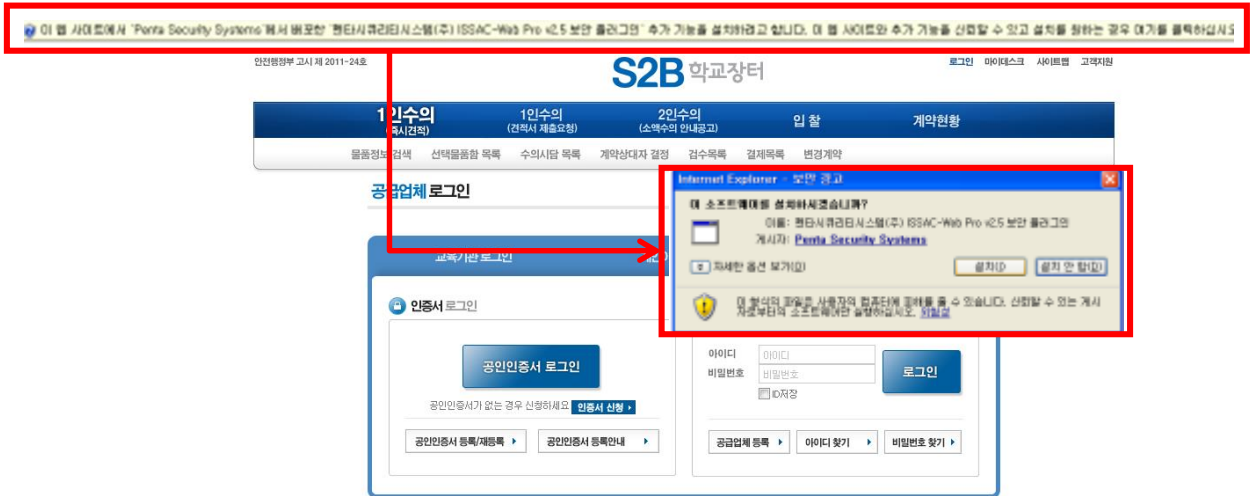 이 웹 사이트에서 'Penta Security Systems'에서 배포한 '펜타시큐리티시스템(주) ISSAC-Web Pro v2.5 보안 플러그인' 추가 기능을 설치하려고 합니다. 이 웹 사이트와 추가 기능을 신뢰할 수 있고 설치를 원하는 경우 여기를 클릭하십시오
안전행정부 고시 제 2011-24호
S2B 학교장터
로그인 마이데스크 사이트맵 고객지원
1인수의 (즉시견적)
1인수의 (견적서 제출요청)
2인수의 (소액수의 안내공고)
입 찰
계약현황
물품정보 검색 선택물품함 목록 수의시담 목록 계약상대자 결정 검수목록 결제목록 변경계약
공급업체 로그인
Internet Explorer - 보안 경고
이 소프트웨어를 설치하시겠습니까?
이름: 펜타시큐리티시스템(주) ISSAC-Web Pro v2.5 보안 플러그인
게시자: Penta Security Systems
자세한 옵션 보기(O)
설치(I)
설치 안 함(D)
이 형식의 파일은 사용자의 컴퓨터에 피해를 줄 수 있습니다. 신뢰할 수 있는 게시
자로부터의 소프트웨어만 실행하십시오. 위험성
교육기관 로그인
인증서 로그인
공인인증서 로그인
공인인증서가 없는 경우 신청하세요 인증서 신청
공인인증서 등록/재등록
공인인증서 등록안내
아이디 아이디
비밀번호 비밀번호
ID저장
로그인
공급업체 등록
아이디 찾기
비밀번호 찾기